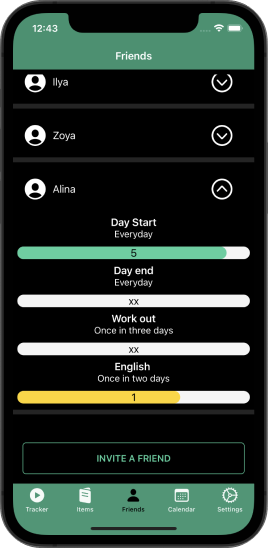 12:43
Friends
Ilya
Zoya
Alina
Day Start
Everyday
5
Day end
Everyday
xx
Work out
Once in three days
xx
English
Once in two days
1
INVITE A FRIEND
Tracker Items Friends Calendar Settings